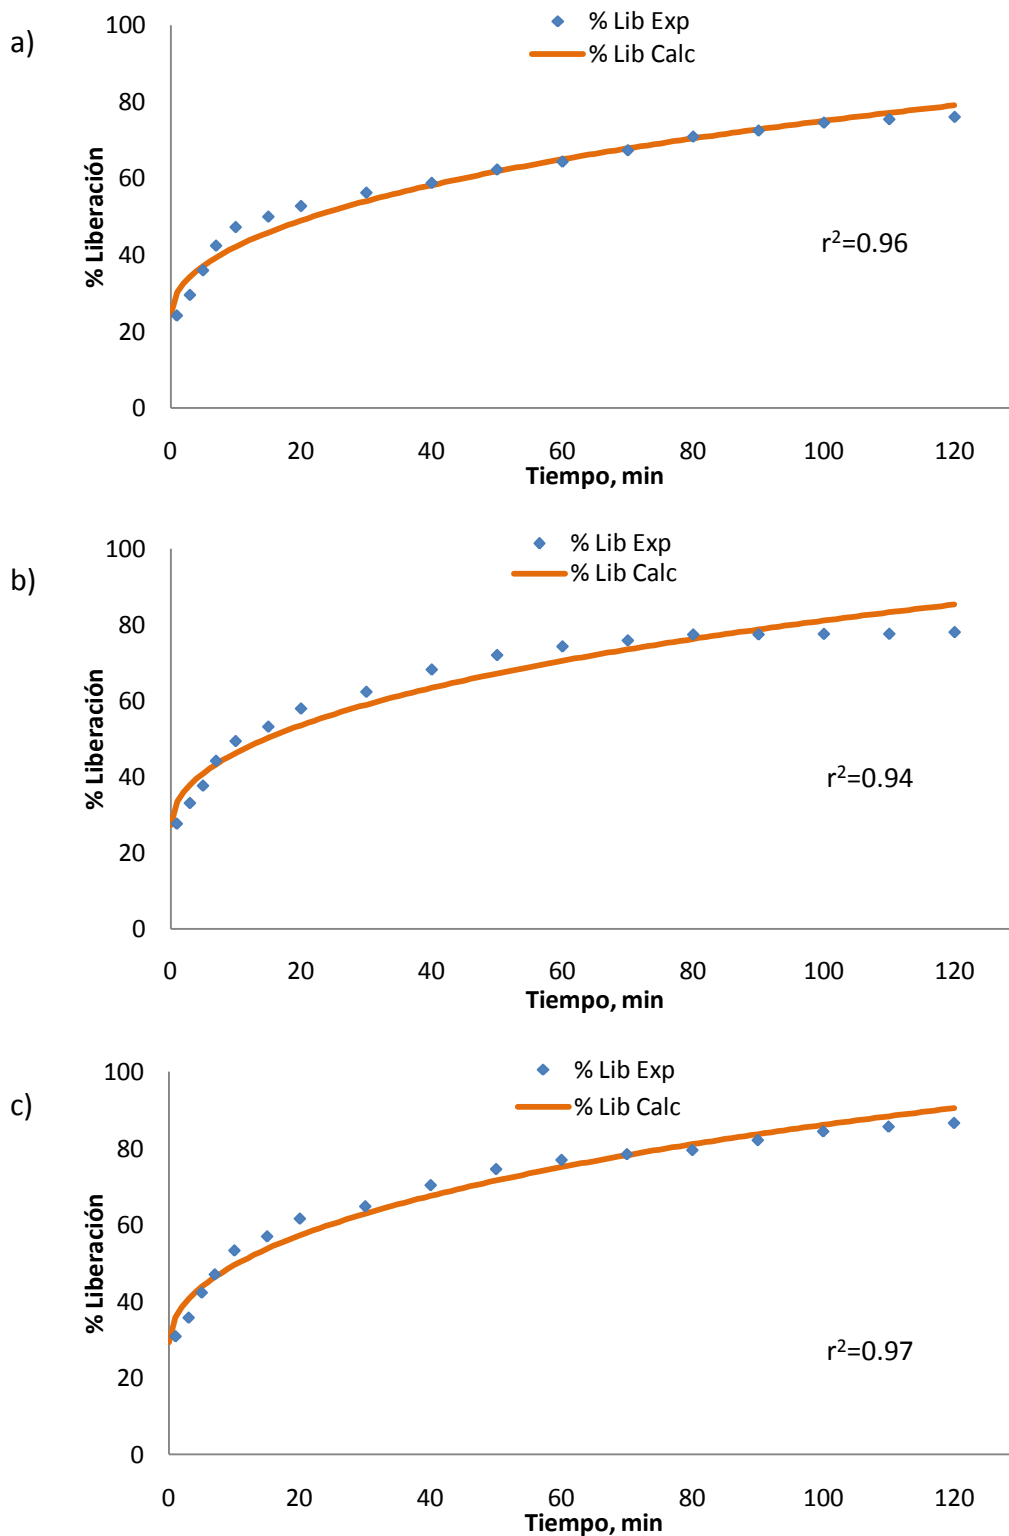 a)
% Lib Exp
% Lib Calc
100
80
60
40
20
0
% Liberación
r²=0.96
0 20 40 60 80 100 120
Tiempo, min
b)
% Lib Exp
% Lib Calc
100
80
60
40
20
0
% Liberación
r²=0.94
0 20 40 60 80 100 120
Tiempo, min
c)
% Lib Exp
% Lib Calc
100
80
60
40
20
0
% Liberación
r²=0.97
0 20 40 60 80 100 120
Tiempo, min